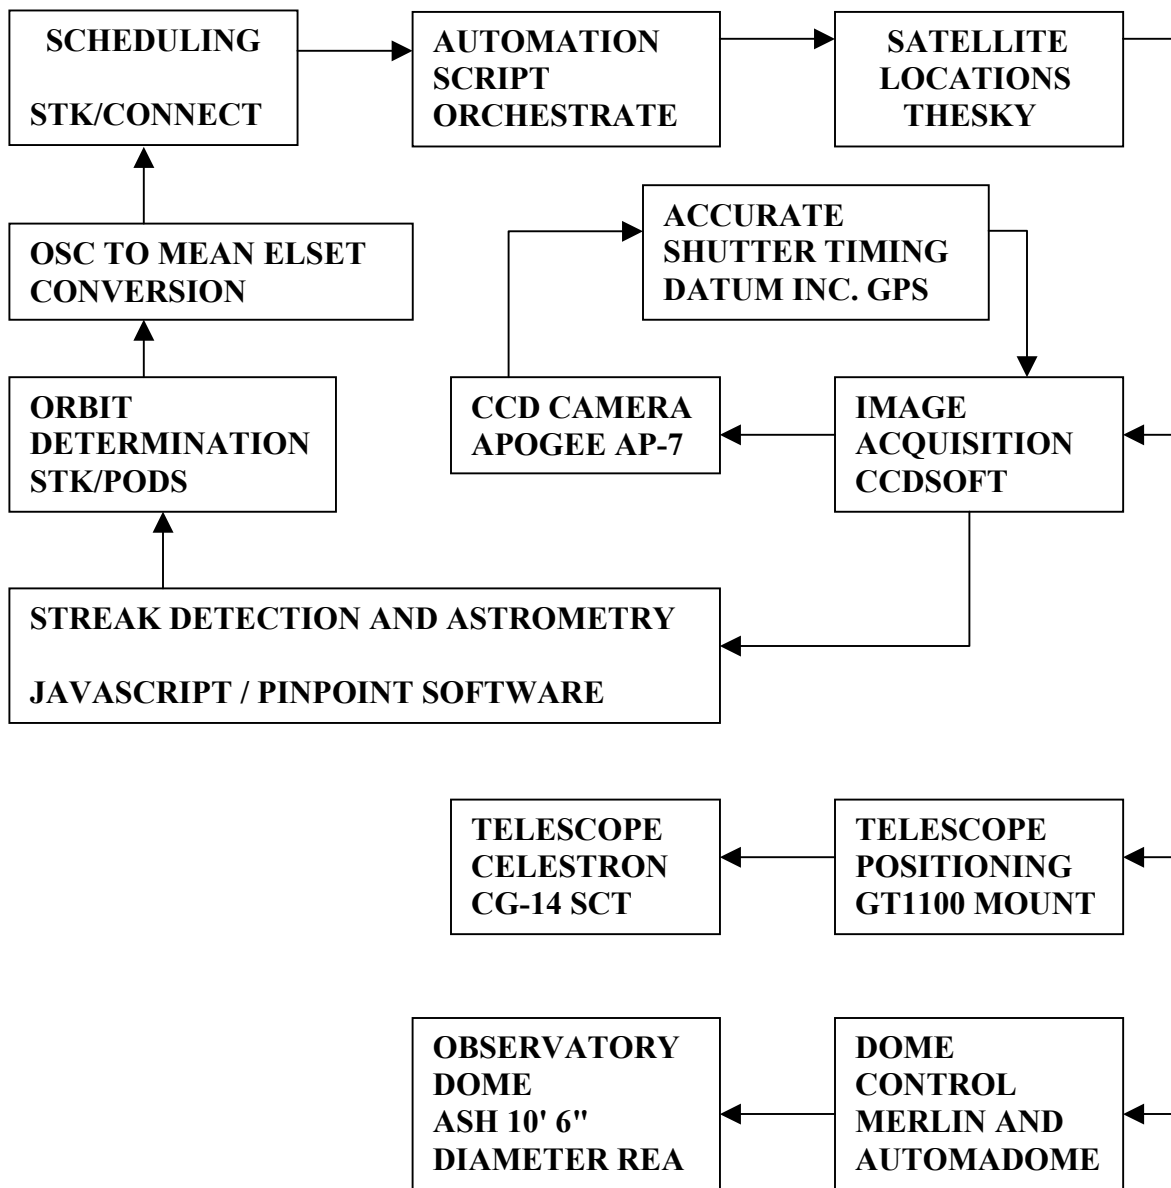 SCHEDULING
STK/CONNECT
AUTOMATION
SCRIPT
ORCHESTRATE
SATELLITE
LOCATIONS
THESKY
ACCURATE
SHUTTER TIMING
DATUM INC. GPS
OSC TO MEAN ELSET
CONVERSION
ORBIT
DETERMINATION
STK/PODS
CCD CAMERA
APOGEE AP-7
IMAGE
ACQUISITION
CCDSOFT
STREAK DETECTION AND ASTROMETRY
JAVASCRIPT / PINPOINT SOFTWARE
TELESCOPE
CELESTRON
CG-14 SCT
TELESCOPE
POSITIONING
GT1100 MOUNT
OBSERVATORY
DOME
ASH 10' 6"
DIAMETER REA
DOME
CONTROL
MERLIN AND
AUTOMADOME